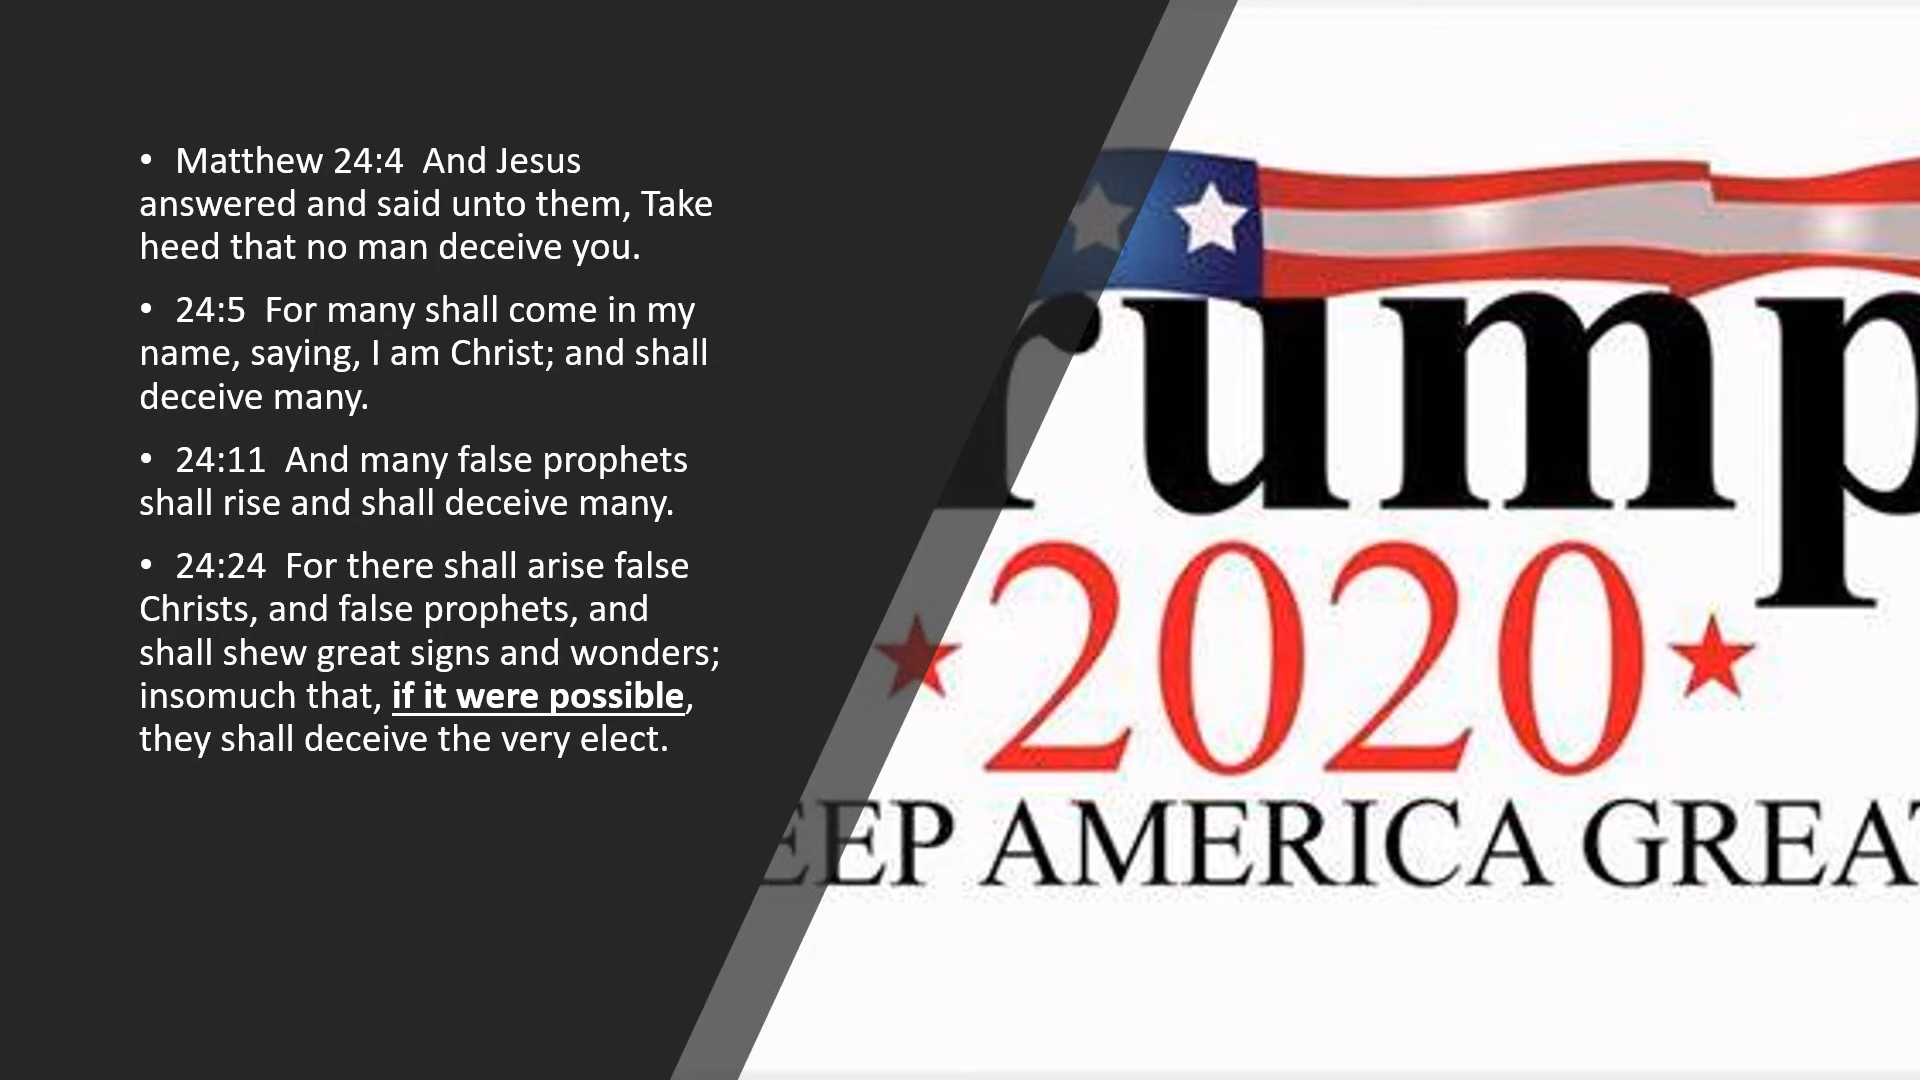 • Matthew 24:4  And Jesus
answered and said unto them, Take
heed that no man deceive you.
• 24:5  For many shall come in my
name, saying, I am Christ; and shall
deceive many.
• 24:11  And many false prophets
shall rise and shall deceive many.
• 24:24  For there shall arise false
Christs, and false prophets, and
shall shew great signs and wonders;
insomuch that, if it were possible,
they shall deceive the very elect.
rump
★2020★
EEP AMERICA GREAT